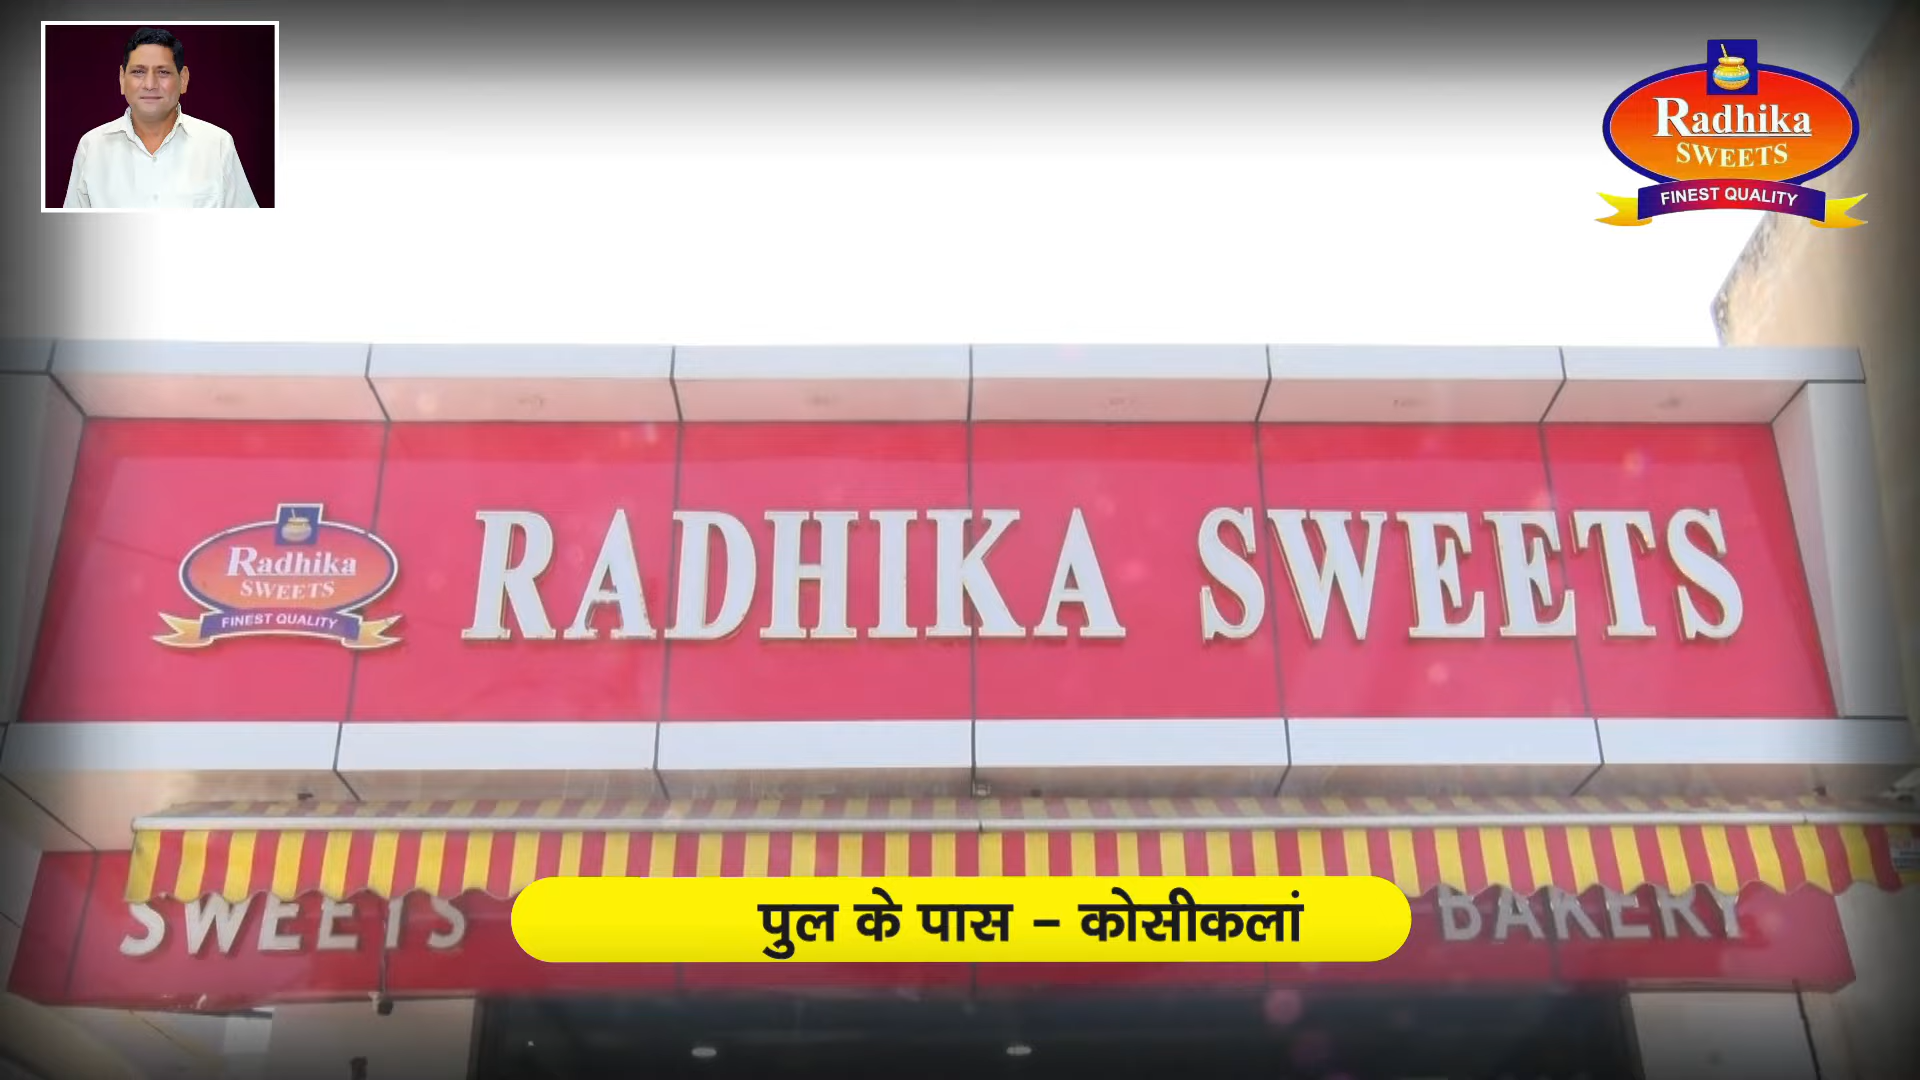 Radhika
SWEETS
FINEST QUALITY
Radhika
SWEETS
FINEST QUALITY
RADHIKA SWEETS
SWEETS
BAKERY
पुल के पास – कोसीकलां